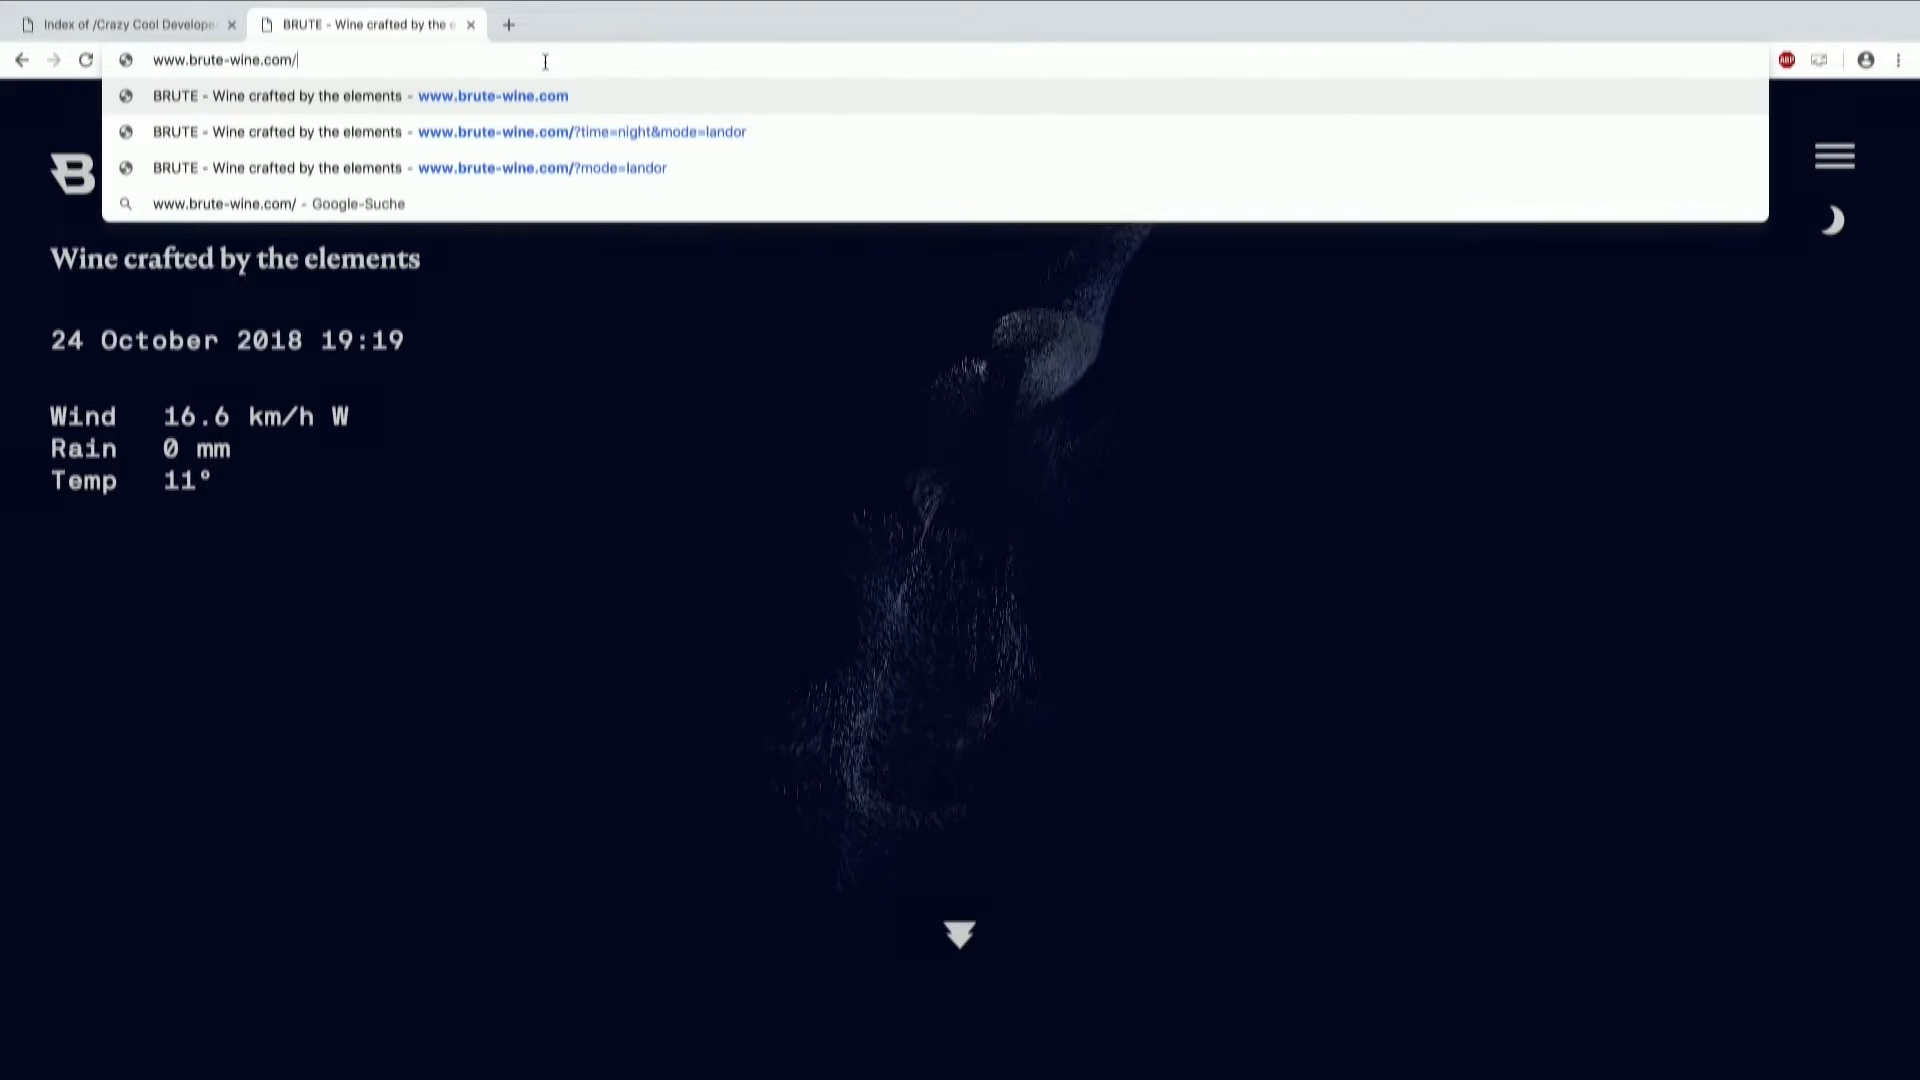 Index of /Crazy Cool Develope
BRUTE - Wine crafted by the e
www.brute-wine.com/
ABP
BRUTE - Wine crafted by the elements - www.brute-wine.com
BRUTE - Wine crafted by the elements - www.brute-wine.com/?time=night&mode=landor
BRUTE - Wine crafted by the elements - www.brute-wine.com/?mode=landor
www.brute-wine.com/ - Google-Suche
B
Wine crafted by the elements
24 October 2018 19:19
Wind 16.6 km/h W
Rain 0 mm
Temp 11°